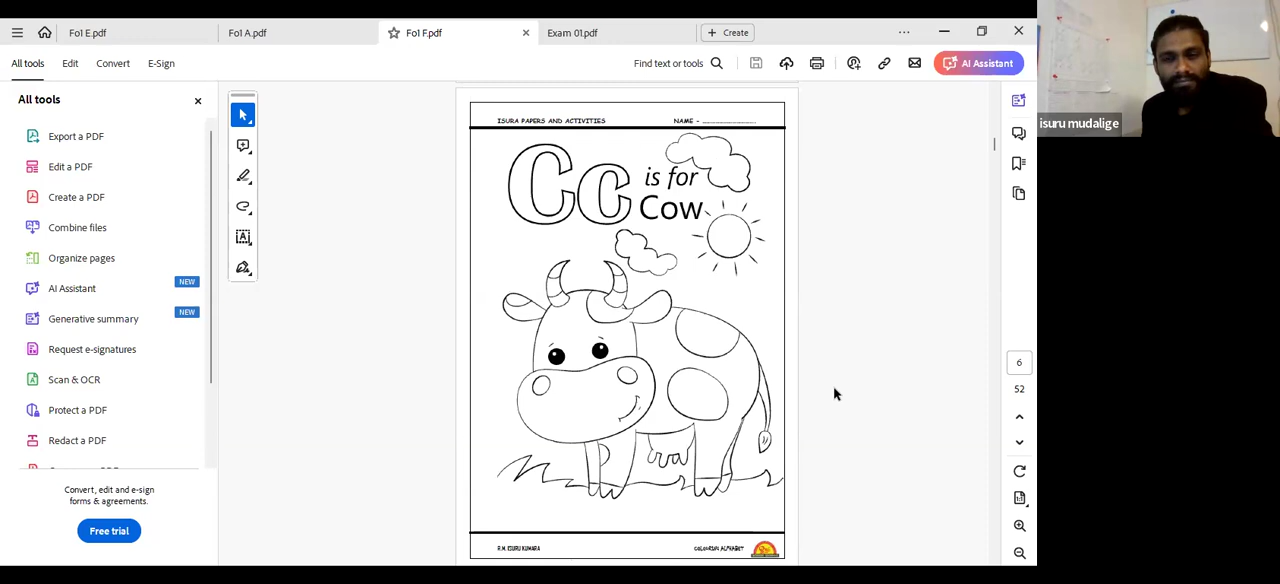 Fo1 E.pdf
Fo1 A.pdf
Fo1 F.pdf
Exam 01.pdf
Create
All tools
Edit
Convert
E-Sign
Find text or tools
AI Assistant
All tools
Export a PDF
Edit a PDF
Create a PDF
Combine files
Organize pages
AI Assistant NEW
Generative summary NEW
Request e-signatures
Scan & OCR
Protect a PDF
Redact a PDF
Convert, edit and e-sign
forms & agreements.
Free trial
ISURA PAPERS AND ACTIVITIES NAME -
Cc is for
Cow
R.M. ISURU KUMARA
6
52
isuru mudalige